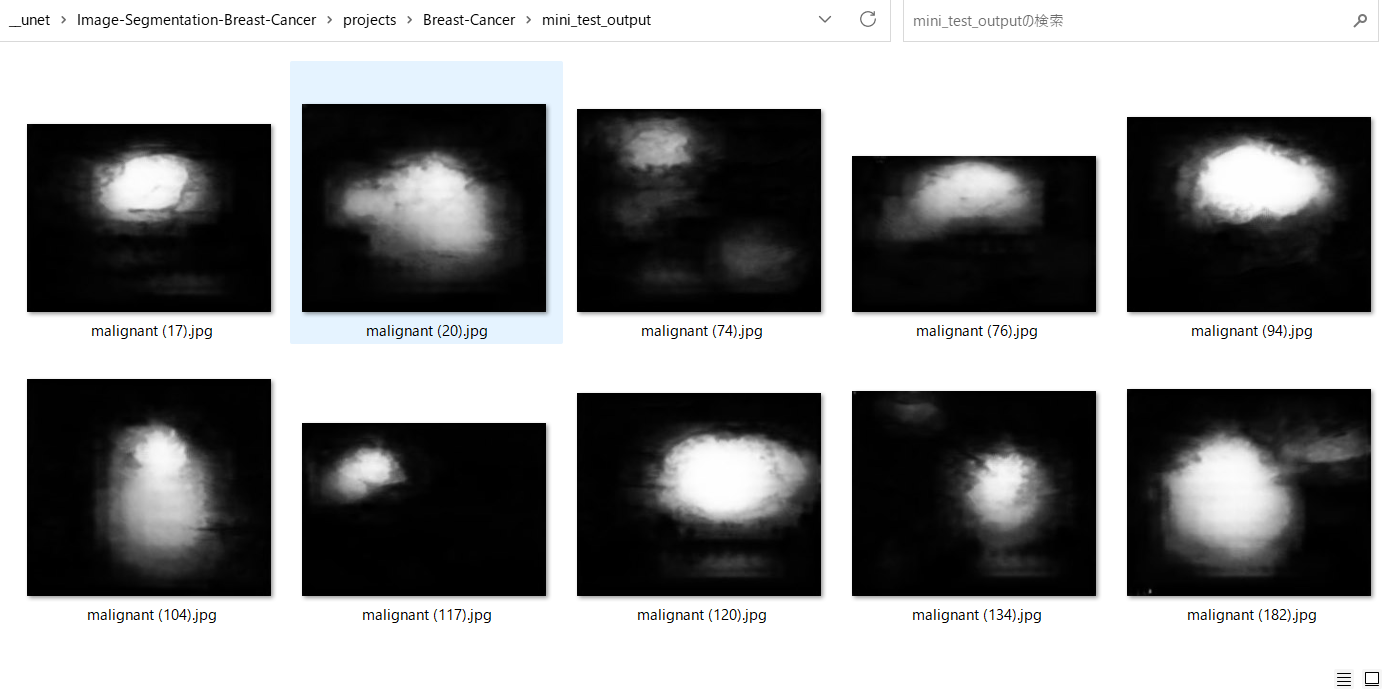 __unet › Image-Segmentation-Breast-Cancer › projects › Breast-Cancer › mini_test_output
mini_test_outputの検索
malignant (17).jpg
malignant (20).jpg
malignant (74).jpg
malignant (76).jpg
malignant (94).jpg
malignant (104).jpg
malignant (117).jpg
malignant (120).jpg
malignant (134).jpg
malignant (182).jpg